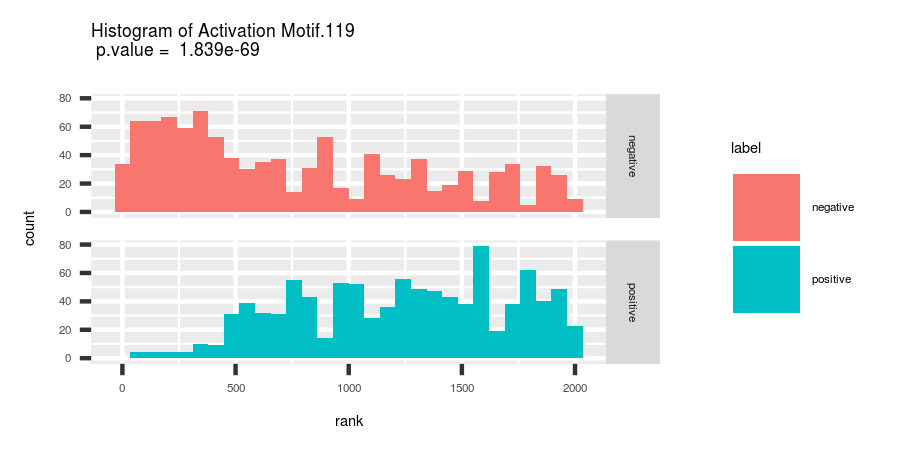 Histogram of Activation Motif.119
p.value = 1.839e-69
count
80
60
40
20
0
negative
80
60
40
20
0
positive
0 500 1000 1500 2000
rank
label
negative
positive